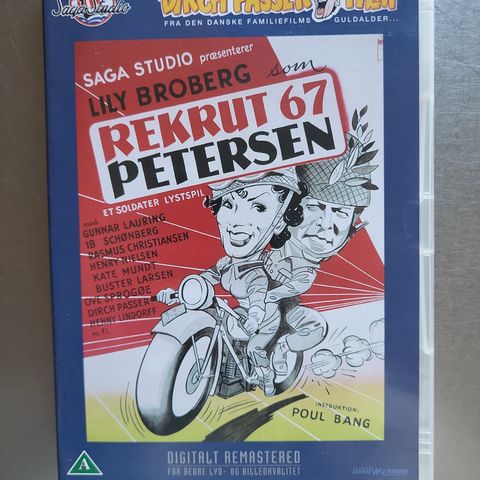 Saga Studio
DIRCH PASSER FILM
FRA DEN DANSKE FAMILIEFILMS GULDALDER...
SAGA STUDIO præsenterer
LILY BROBERG som
REKRUT 67
PETERSEN
ET SOLDATER LYSTSPIL
med
GUNNAR LAURING
IB SCHØNBERG
RASMUS CHRISTIANSEN
HENRY NIELSEN
KATE MUNDT
BUSTER LARSEN
OVE SPROGØE
DIRCH PASSER
HENNY LINDORFF
m.fl.
INSTRUKTION:
POUL BANG
A
DIGITALT REMASTERED
FOR BEDRE LYD- OG BILLEDKVALITET